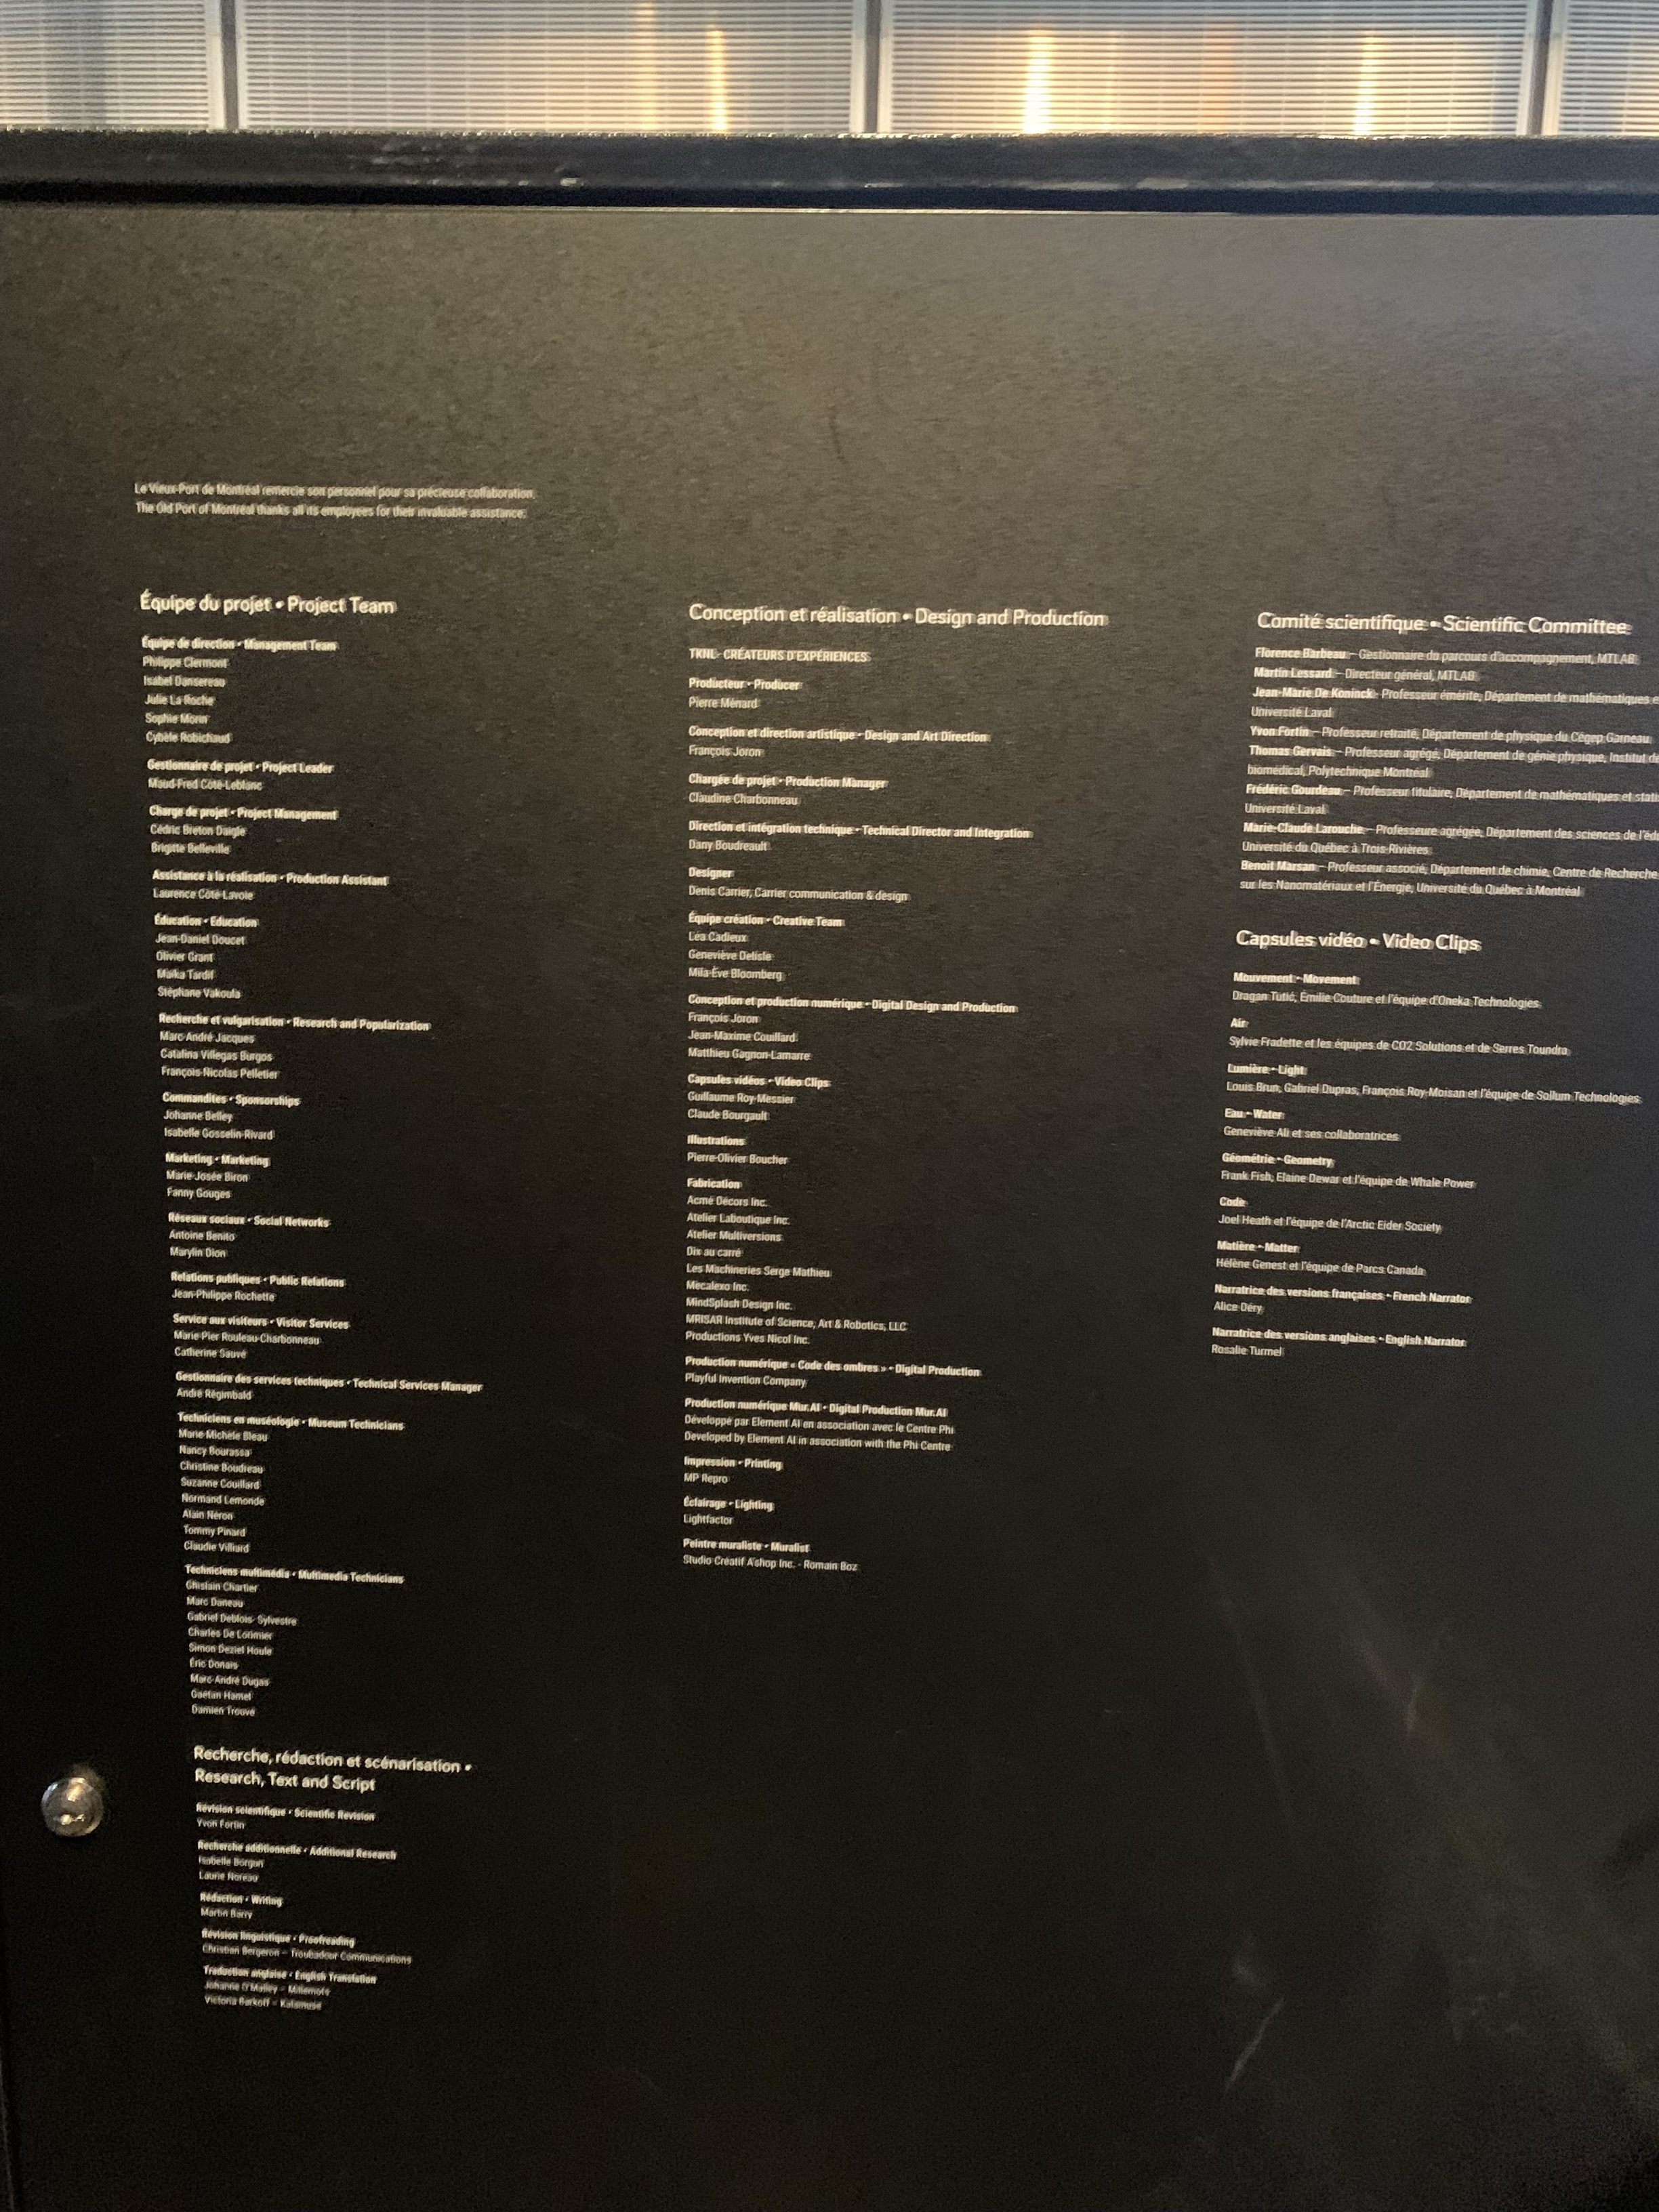 Le Vieux-Port de Montréal remercie son personnel pour sa précieuse collaboration.
The Old Port of Montréal thanks all its employees for their invaluable assistance.
Équipe du projet • Project Team
Équipe de direction • Management Team
Philippe Clermont
Isabel Dansereau
Julie La Roche
Sophie Morin
Cybèle Robichaud
Gestionnaire de projet • Project Leader
Maud-Fred Côté-Leblanc
Charge de projet • Project Management
Cédric Breton Daigle
Brigitte Belleville
Assistance à la réalisation • Production Assistant
Laurence Côté-Lavoie
Éducation • Education
Jean-Daniel Doucet
Olivier Grant
Maïka Tardif
Stéphane Vakoula
Recherche et vulgarisation • Research and Popularization
Marc-André Jacques
Catalina Villegas Burgos
François-Nicolas Pelletier
Commandites • Sponsorships
Johanne Belley
Isabelle Gosselin-Rivard
Marketing • Marketing
Marie-Josée Biron
Fanny Gouges
Réseaux sociaux • Social Networks
Antoine Benito
Marylin Dion
Relations publiques • Public Relations
Jean-Philippe Rochette
Service aux visiteurs • Visitor Services
Marie-Pier Rouleau-Charbonneau
Catherine Sauvé
Gestionnaire des services techniques • Technical Services Manager
André Régimbald
Techniciens en muséologie • Museum Technicians
Marie-Michèle Bleau
Nancy Bourassa
Christine Boudreau
Suzanne Couillard
Normand Lemonde
Alain Néron
Tommy Pinard
Claudie Villiard
Techniciens multimédia • Multimedia Technicians
Ghislain Chartier
Marc Daneau
Gabriel Deblois- Sylvestre
Charles De Lorimier
Simon Deziel Houle
Éric Donais
Marc-André Dugas
Gaétan Hamel
Damien Trouvé
Recherche, rédaction et scénarisation •
Research, Text and Script
Révision scientifique • Scientific Revision
Yvon Fortin
Recherche additionnelle • Additional Research
Isabelle Borgun
Laurie Noreau
Rédaction • Writing
Martin Barry
Révision linguistique • Proofreading
Christian Bergeron – Troubadour Communications
Traduction anglaise • English Translation
Johanne O'Malley – Millemots
Victoria Barkoff – Kalamuse
Conception et réalisation • Design and Production
TKNL- CRÉATEURS D'EXPÉRIENCES
Producteur • Producer
Pierre Ménard
Conception et direction artistique • Design and Art Direction
François Joron
Chargée de projet • Production Manager
Claudine Charbonneau
Direction et intégration technique • Technical Director and Integration
Dany Boudreault
Designer
Denis Carrier, Carrier communication & design
Équipe création • Creative Team
Léa Cadieux
Geneviève Delisle
Mila-Ève Bloomberg
Conception et production numérique • Digital Design and Production
François Joron
Jean-Maxime Couillard
Matthieu Gagnon-Lamarre
Capsules vidéos • Video Clips
Guillaume Roy-Messier
Claude Bourgault
Illustrations
Pierre-Olivier Boucher
Fabrication
Acmé Décors Inc.
Atelier Laboutique Inc.
Atelier Multiversions
Dix au carré
Les Machineries Serge Mathieu
Mecalexo Inc.
MindSplash Design Inc.
MRISAR Institute of Science, Art & Robotics, LLC
Productions Yves Nicol Inc.
Production numérique « Code des ombres » • Digital Production
Playful Invention Company
Production numérique Mur.AI • Digital Production Mur.AI
Développé par Element AI en association avec le Centre Phi
Developed by Element AI in association with the Phi Centre
Impression • Printing
MP Repro
Éclairage • Lighting
Lightfactor
Peintre muraliste • Muralist
Studio Créatif A'shop Inc. - Romain Boz
Comité scientifique • Scientific Committee
Florence Barbeau – Gestionnaire du parcours d'accompagnement, MTLAB
Martin Lessard – Directeur général, MTLAB
Jean-Marie De Koninck - Professeur émérite, Département de mathématiques e
Université Laval
Yvon Fortin – Professeur retraité, Département de physique du Cégep Garneau
Thomas Gervais – Professeur agrégé, Département de génie physique, Institut de
biomédical, Polytechnique Montréal
Frédéric Gourdeau – Professeur titulaire, Département de mathématiques et stati
Université Laval
Marie-Claude Larouche – Professeure agrégée, Département des sciences de l'édu
Université du Québec à Trois-Rivières
Benoit Marsan – Professeur associé, Département de chimie, Centre de Recherche
sur les Nanomatériaux et l'Énergie, Université du Québec à Montréal
Capsules vidéo • Video Clips
Mouvement • Movement
Dragan Tutić, Émilie Couture et l'équipe d'Oneka Technologies
Air
Sylvie Fradette et les équipes de CO2 Solutions et de Serres Toundra
Lumière • Light
Louis Brun, Gabriel Dupras, François Roy-Moisan et l'équipe de Sollum Technologies
Eau • Water
Geneviève Ali et ses collaboratrices
Géométrie • Geometry
Frank Fish, Elaine Dewar et l'équipe de Whale Power
Code
Joel Heath et l'équipe de l'Arctic Eider Society
Matière • Matter
Hélène Genest et l'équipe de Parcs Canada
Narratrice des versions françaises • French Narrator
Alice Déry
Narratrice des versions anglaises • English Narrator
Rosalie Turmel